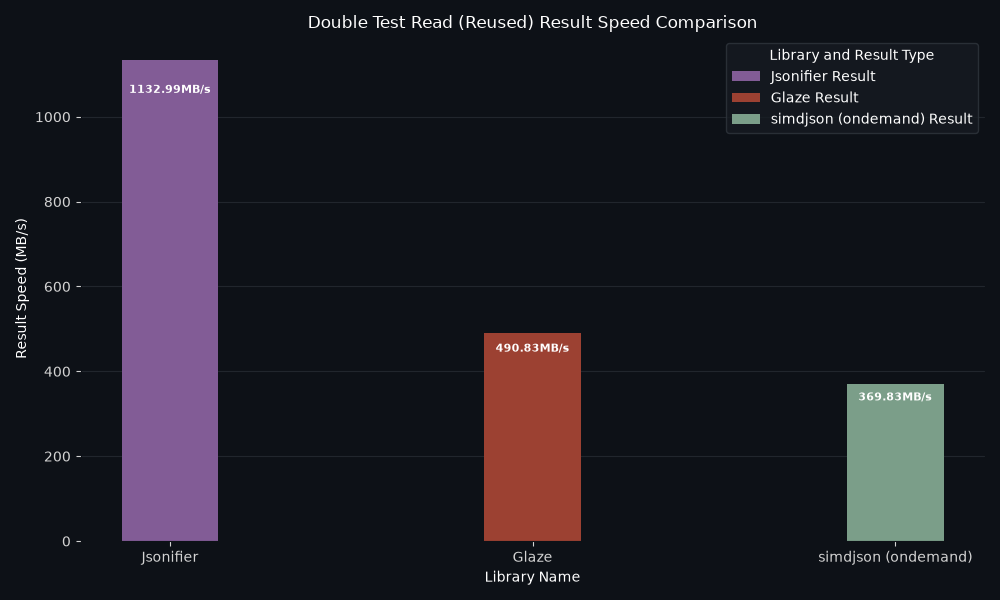 Double Test Read (Reused) Result Speed Comparison
Library and Result Type
Jsonifier Result
Glaze Result
simdjson (ondemand) Result
Result Speed (MB/s)
1000
800
600
400
200
0
1132.99MB/s
490.83MB/s
369.83MB/s
Jsonifier
Glaze
simdjson (ondemand)
Library Name